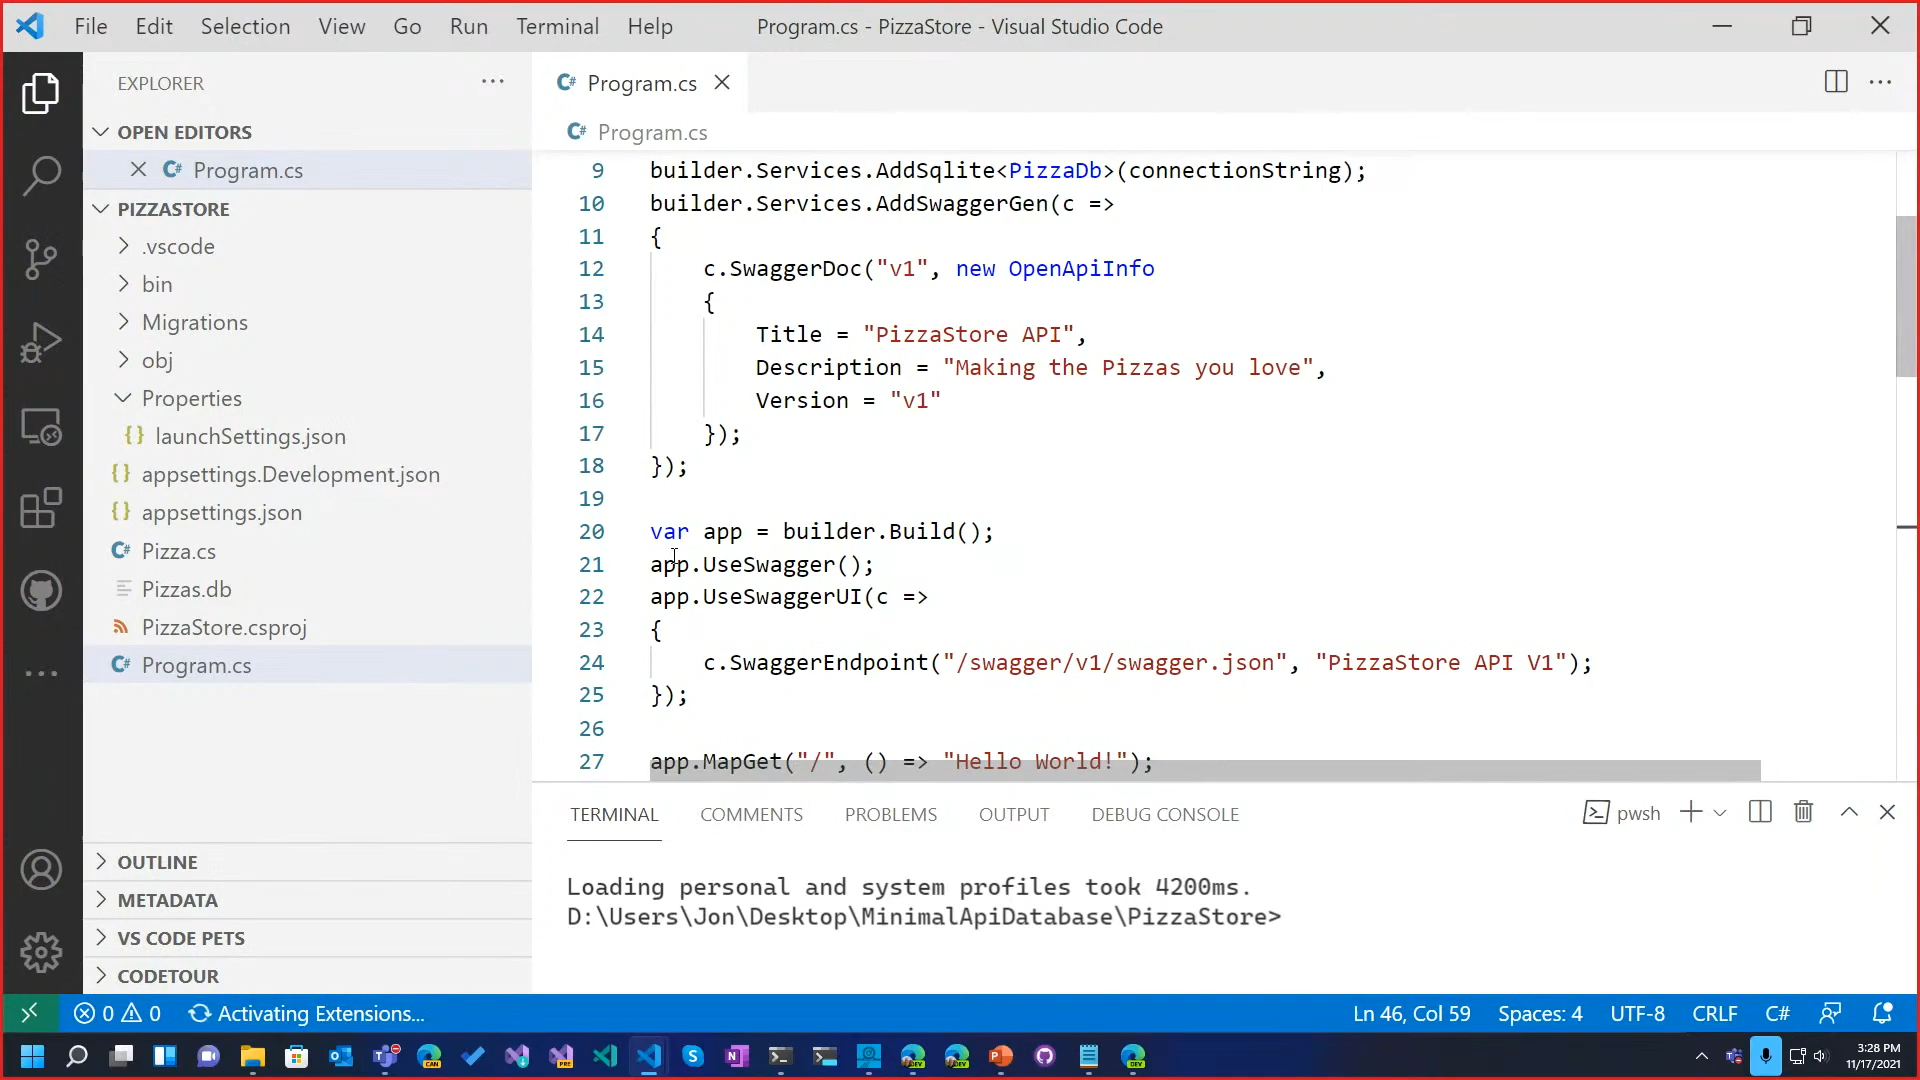 File Edit Selection View Go Run Terminal Help Program.cs - PizzaStore - Visual Studio Code
EXPLORER
OPEN EDITORS
Program.cs
PIZZASTORE
.vscode
bin
Migrations
obj
Properties
{} launchSettings.json
{} appsettings.Development.json
{} appsettings.json
C# Pizza.cs
Pizzas.db
PizzaStore.csproj
C# Program.cs
OUTLINE
METADATA
VS CODE PETS
CODETOUR
C# Program.cs
C# Program.cs
9 builder.Services.AddSqlite<PizzaDb>(connectionString);
10 builder.Services.AddSwaggerGen(c =>
11 {
12 c.SwaggerDoc("v1", new OpenApiInfo
13 {
14 Title = "PizzaStore API",
15 Description = "Making the Pizzas you love",
16 Version = "v1"
17 });
18 });
19
20 var app = builder.Build();
21 app.UseSwagger();
22 app.UseSwaggerUI(c =>
23 {
24 c.SwaggerEndpoint("/swagger/v1/swagger.json", "PizzaStore API V1");
25 });
26
27 app.MapGet("/", () => "Hello World!");
TERMINAL COMMENTS PROBLEMS OUTPUT DEBUG CONSOLE pwsh
Loading personal and system profiles took 4200ms.
D:\Users\Jon\Desktop\MinimalApiDatabase\PizzaStore>
0 0 Activating Extensions... Ln 46, Col 59 Spaces: 4 UTF-8 CRLF C#
3:28 PM
11/17/2021